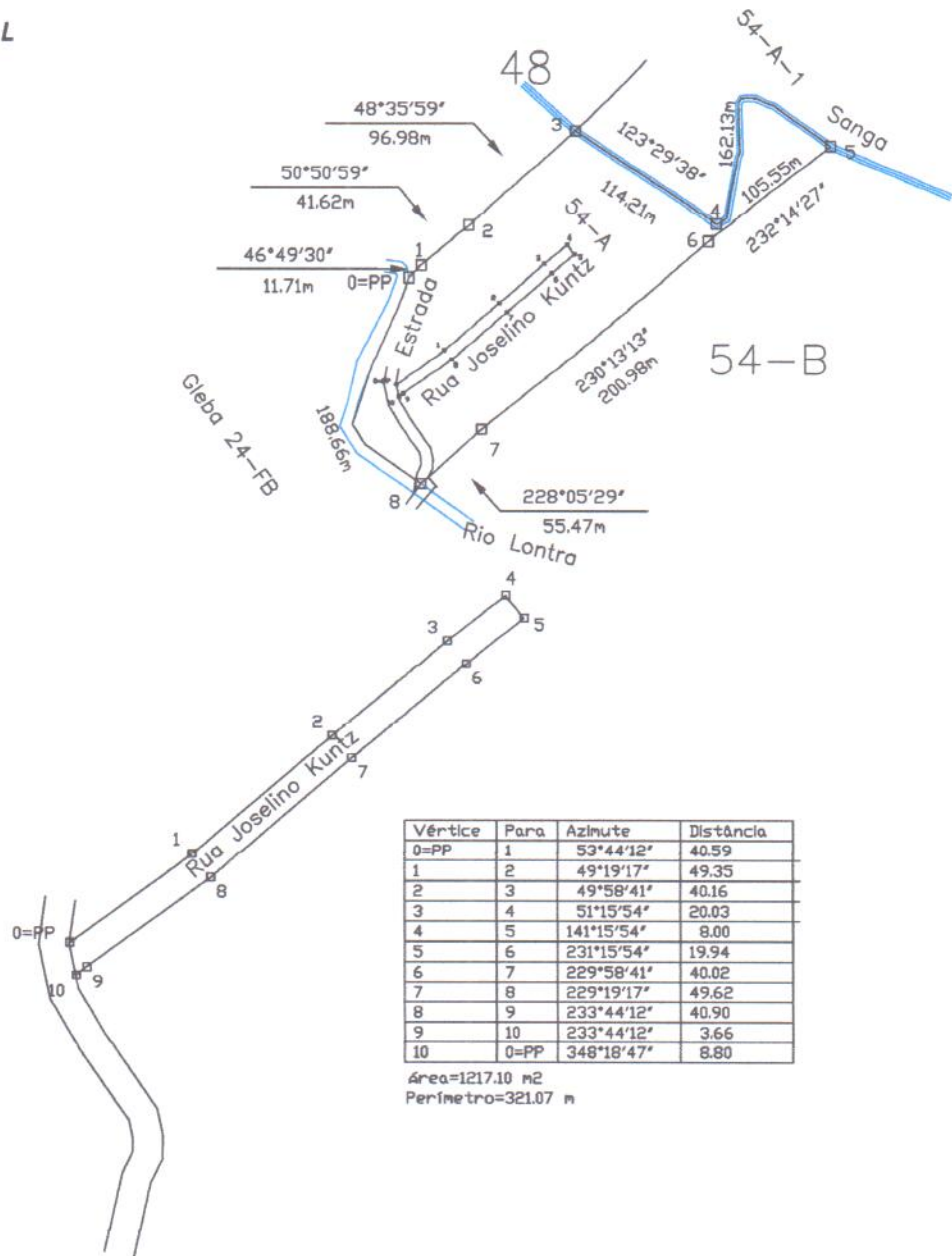 L
54-A-1
48
Sanga
48°35'59"
96.98m
3
123°29'38"
114.21m
162.13m
5
105.55m
232°14'27"
50°50'59"
41.62m
54-A
4
6
2
1
46°49'30"
11.71m
0=PP
Estrada
Rua Joselino Kuntz
54-B
230°13'13"
200.98m
Gleba 24-FB
188.66m
7
8
228°05'29"
55.47m
Rio Lontra
4
5
3
6
2
7
Rua Joselino Kuntz
1
8
0=PP
9
10
Vértice Para Azimute Distância
0=PP 1 53°44'12" 40.59
1 2 49°19'17" 49.35
2 3 49°58'41" 40.16
3 4 51°15'54" 20.03
4 5 141°15'54" 8.00
5 6 231°15'54" 19.94
6 7 229°58'41" 40.02
7 8 229°19'17" 49.62
8 9 233°44'12" 40.90
9 10 233°44'12" 3.66
10 0=PP 348°18'47" 8.80
Área=1217.10 m2
Perímetro=321.07 m